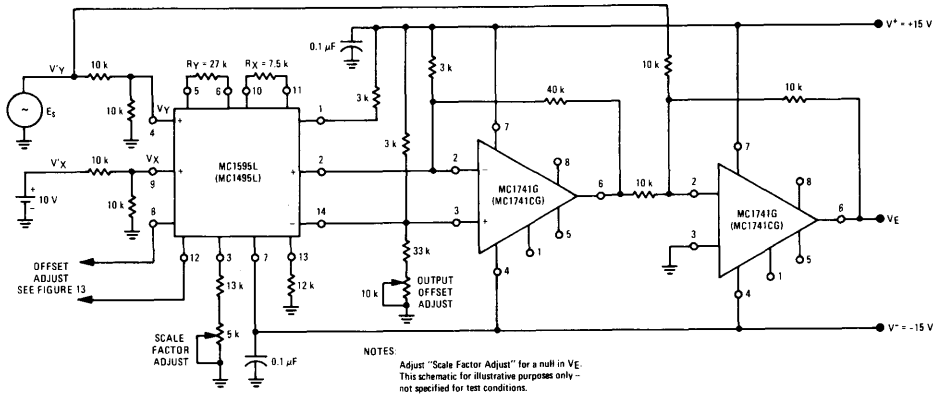 V⁺ = +15 V
0.1 µF
V'Y
10 k
RY = 27 k
RX = 7.5 k
3 k
10 k
40 k
10 k
ES
10 k
VY
5
6
10
11
3 k
3 k
4
+
1
7
7
V'X
10 k
VX
9
+
MC1595L
(MC1495L)
+
2
2
−
8
MC1741G
(MC1741CG)
6
10 k
2
−
8
MC1741G
(MC1741CG)
6
VE
+
−
10 V
10 k
8
−
14
3
+
5
1
3
+
5
1
OFFSET
ADJUST
SEE FIGURE 13
12
3
7
13
33 k
4
4
13 k
12 k
10 k
OUTPUT
OFFSET
ADJUST
V⁻ = -15 V
SCALE
FACTOR
ADJUST
5 k
0.1 µF
NOTES:
Adjust "Scale Factor Adjust" for a null in VE.
This schematic for illustrative purposes only –
not specified for test conditions.